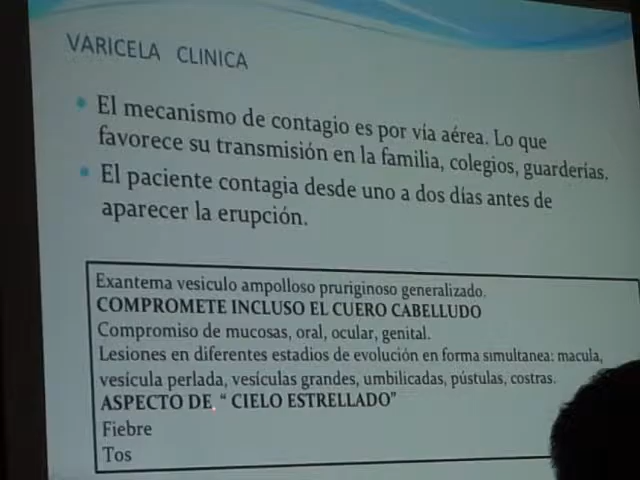 VARICELA CLINICA
El mecanismo de contagio es por vía aérea. Lo que
favorece su transmisión en la familia, colegios, guarderías.
El paciente contagia desde uno a dos días antes de
aparecer la erupción.
Exantema vesiculo ampolloso pruriginoso generalizado.
COMPROMETE INCLUSO EL CUERO CABELLUDO
Compromiso de mucosas, oral, ocular, genital.
Lesiones en diferentes estadios de evolución en forma simultanea: macula,
vesícula perlada, vesículas grandes, umbilicadas, pústulas, costras.
ASPECTO DE “ CIELO ESTRELLADO”
Fiebre
Tos